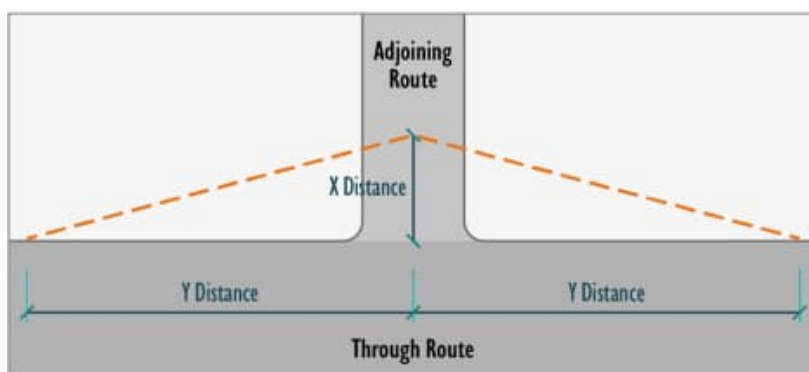 Adjoining
Route
X Distance
Y Distance
Y Distance
Through Route